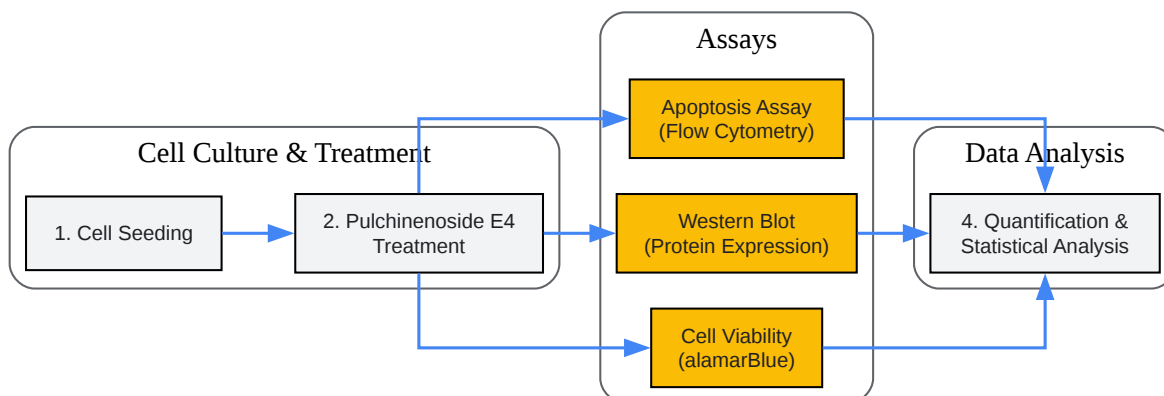 Cell Culture & Treatment
1. Cell Seeding
2. Pulchinenoside E4
Treatment
Assays
Apoptosis Assay
(Flow Cytometry)
Western Blot
(Protein Expression)
Cell Viability
(alamarBlue)
Data Analysis
4. Quantification &
Statistical Analysis